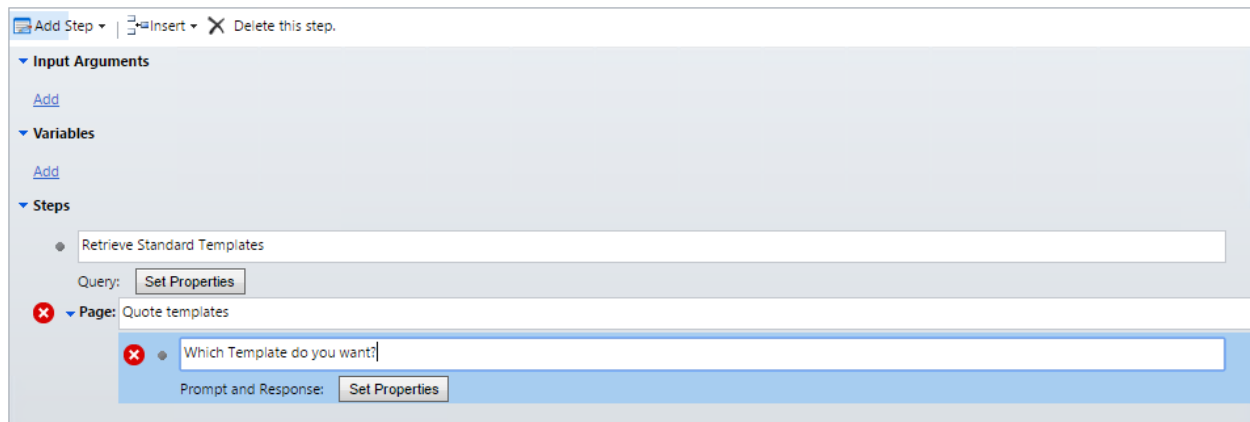 Add Step Insert Delete this step.
Input Arguments
Add
Variables
Add
Steps
Retrieve Standard Templates
Query: Set Properties
Page: Quote templates
Which Template do you want?
Prompt and Response: Set Properties